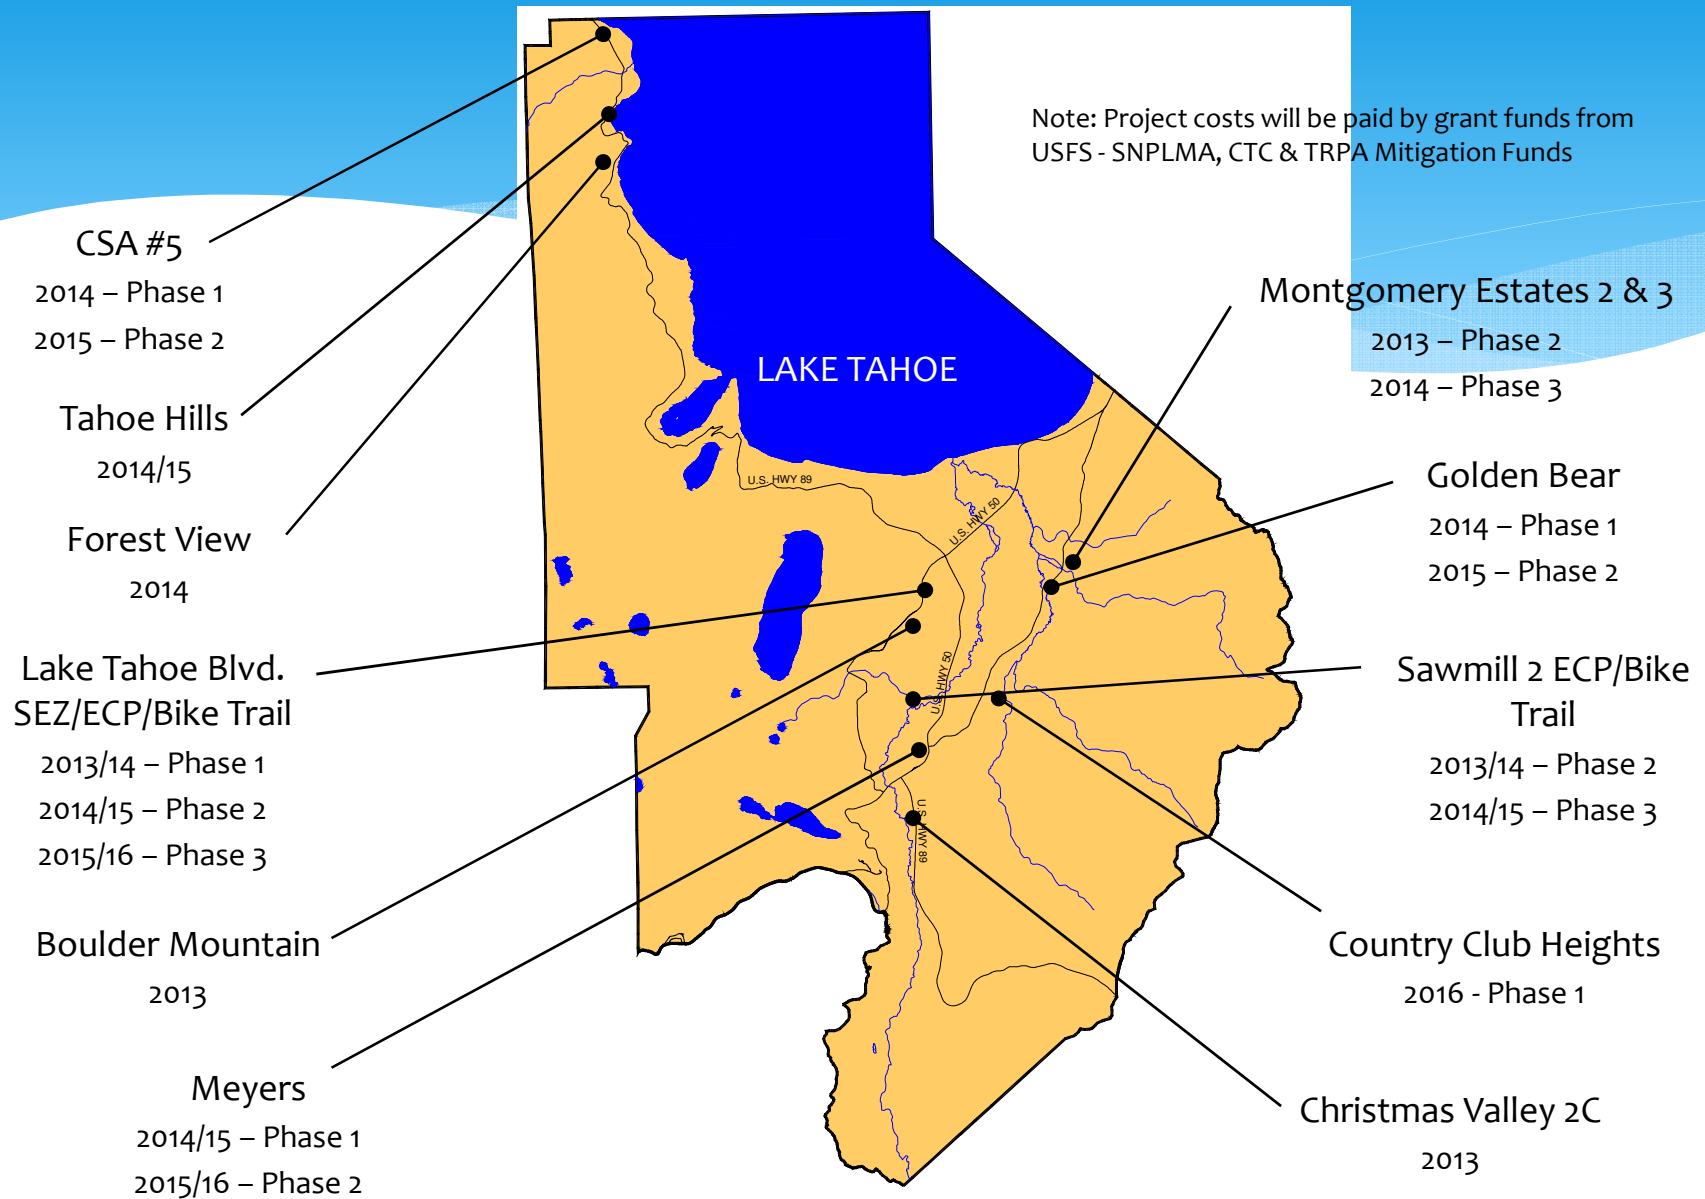 Note: Project costs will be paid by grant funds from
USFS - SNPLMA, CTC & TRPA Mitigation Funds
CSA #5
2014 – Phase 1
2015 – Phase 2
Tahoe Hills
2014/15
Forest View
2014
Lake Tahoe Blvd.
SEZ/ECP/Bike Trail
2013/14 – Phase 1
2014/15 – Phase 2
2015/16 – Phase 3
Boulder Mountain
2013
Meyers
2014/15 – Phase 1
2015/16 – Phase 2
LAKE TAHOE
U.S. HWY 89
U.S. HWY 50
U.S. HWY 50
U.S. HWY 89
Montgomery Estates 2 & 3
2013 – Phase 2
2014 – Phase 3
Golden Bear
2014 – Phase 1
2015 – Phase 2
Sawmill 2 ECP/Bike
Trail
2013/14 – Phase 2
2014/15 – Phase 3
Country Club Heights
2016 - Phase 1
Christmas Valley 2C
2013